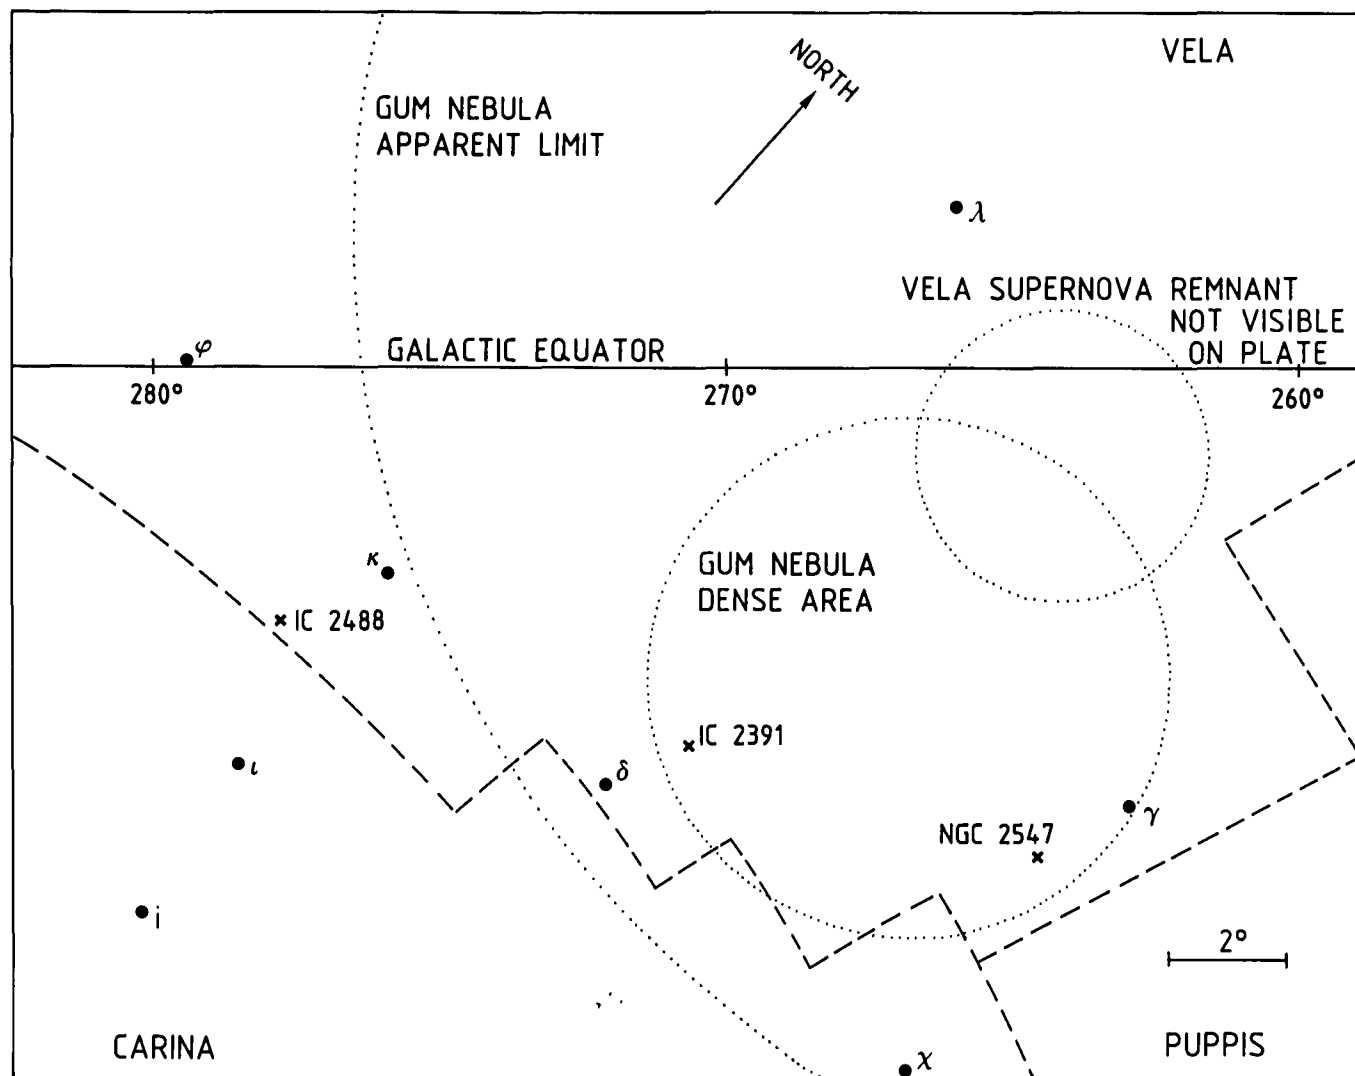 NORTH
VELA
GUM NEBULA
APPARENT LIMIT
λ
VELA SUPERNOVA REMNANT
NOT VISIBLE
ON PLATE
φ
GALACTIC EQUATOR
280°
270°
260°
κ
GUM NEBULA
DENSE AREA
IC 2488
IC 2391
ι
δ
γ
NGC 2547
i
2°
CARINA
χ
PUPPIS